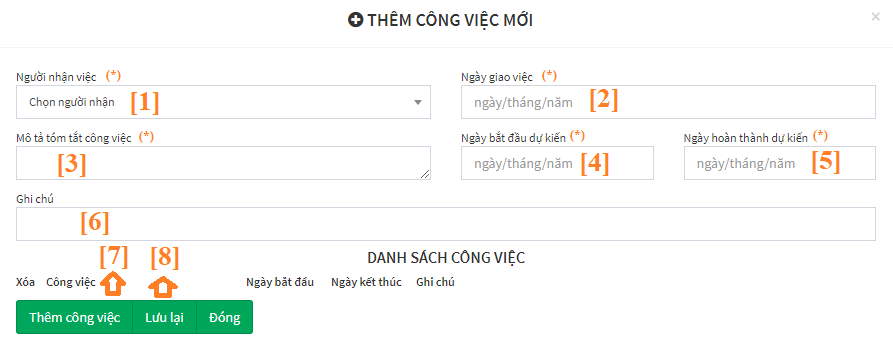 THÊM CÔNG VIỆC MỚI ×
Người nhận việc (*) Ngày giao việc (*)
Chọn người nhận [1] ngày/tháng/năm [2]
Mô tả tóm tắt công việc (*) Ngày bắt đầu dự kiến (*) Ngày hoàn thành dự kiến (*)
[3] ngày/tháng/năm [4] ngày/tháng/năm [5]
Ghi chú
[6]
[7] [8] DANH SÁCH CÔNG VIỆC
Xóa Công việc Ngày bắt đầu Ngày kết thúc Ghi chú
Thêm công việc Lưu lại Đóng